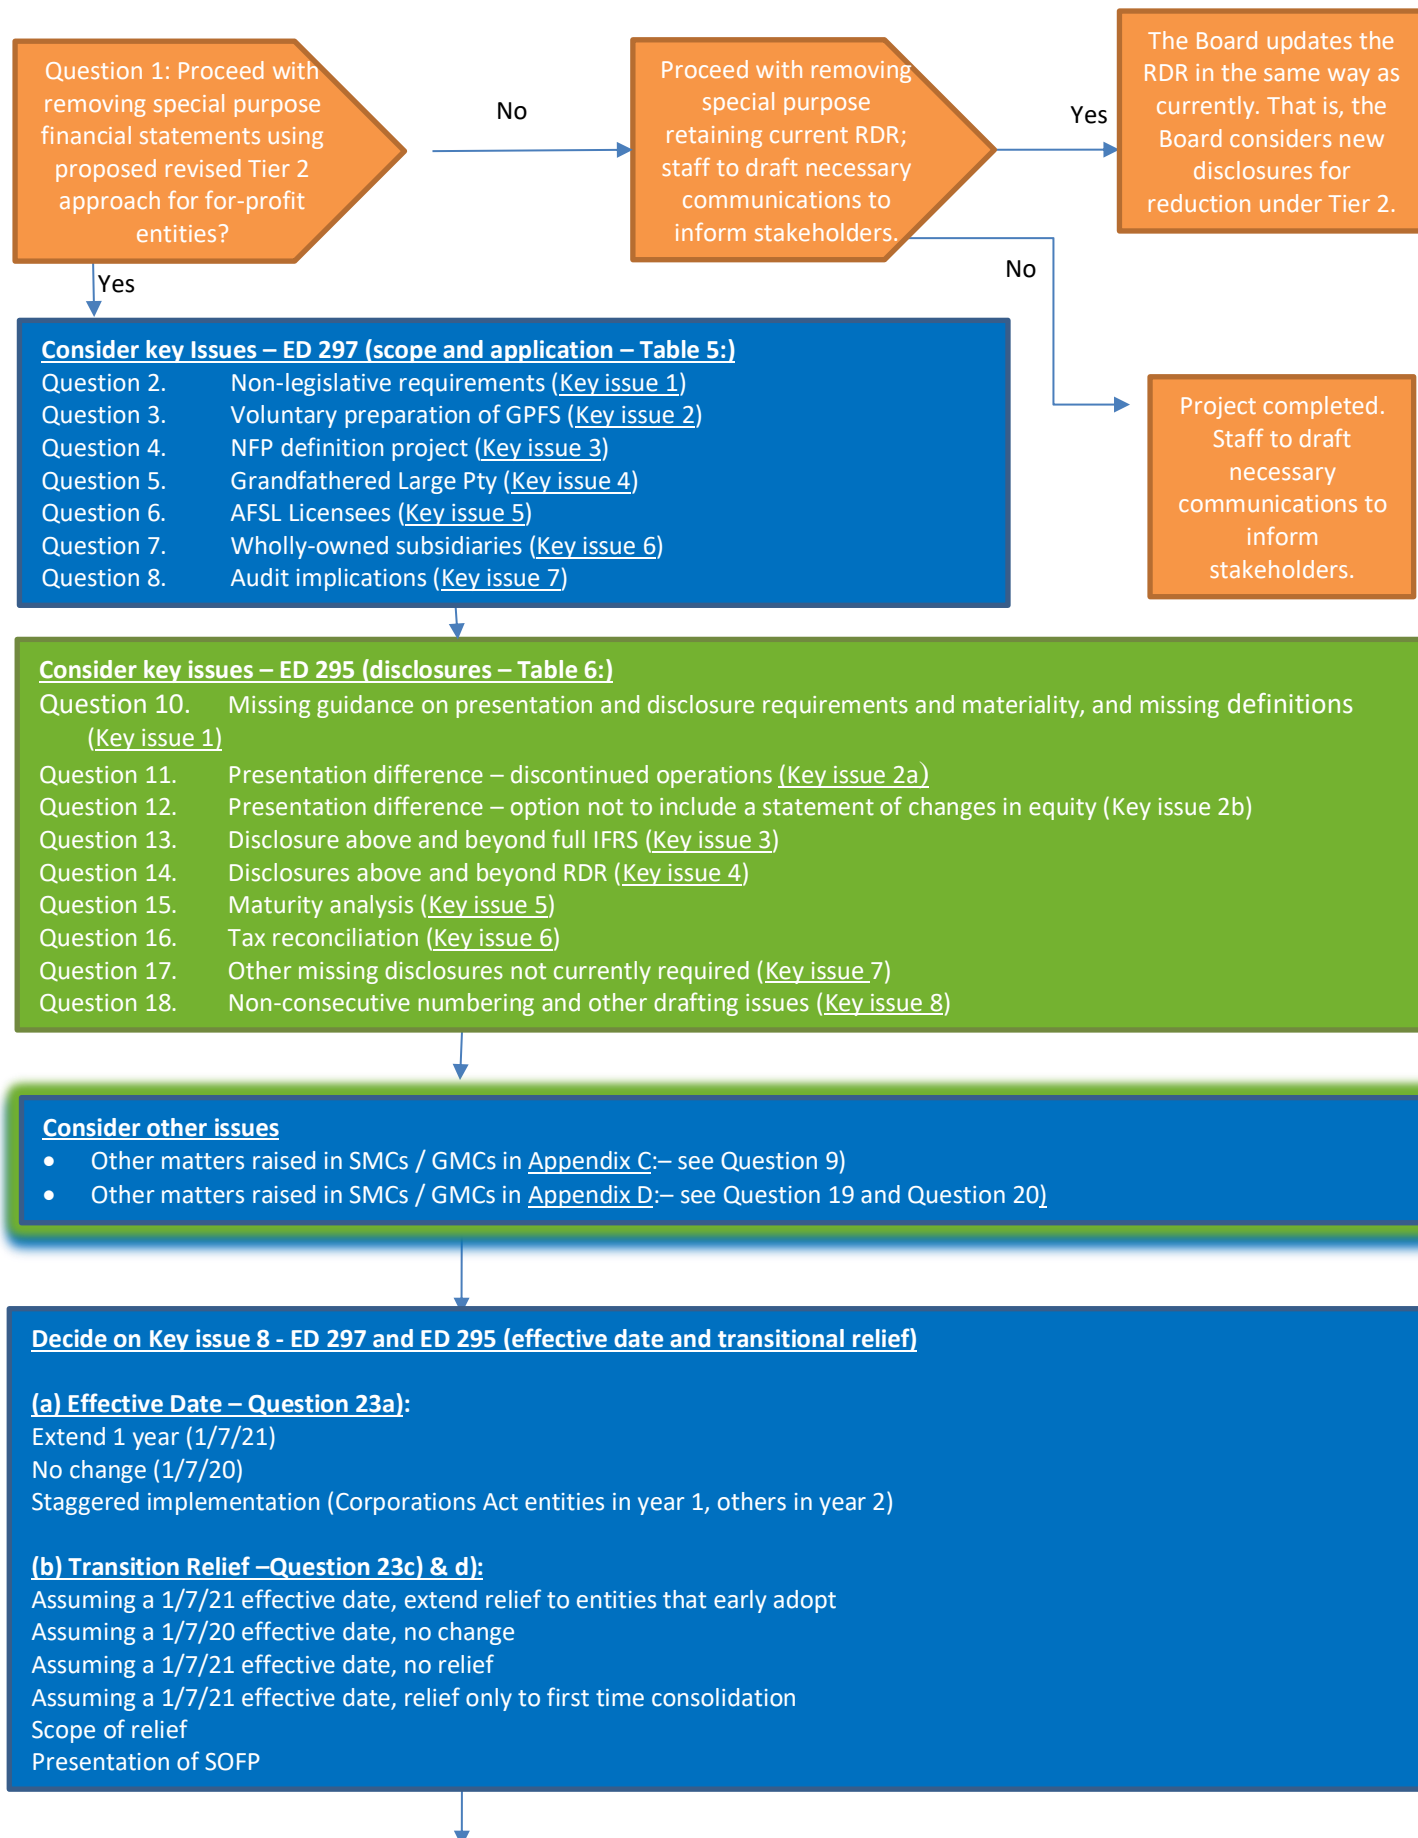 Question 1: Proceed with
removing special purpose
financial statements using
proposed revised Tier 2
approach for for-profit
entities?
No
Proceed with removing
special purpose
retaining current RDR;
staff to draft necessary
communications to
inform stakeholders.
Yes
The Board updates the
RDR in the same way as
currently. That is, the
Board considers new
disclosures for
reduction under Tier 2.
No
Project completed.
Staff to draft
necessary
communications to
inform
stakeholders.
Yes
Consider key Issues – ED 297 (scope and application – Table 5:)
Question 2. Non-legislative requirements (Key issue 1)
Question 3. Voluntary preparation of GPFS (Key issue 2)
Question 4. NFP definition project (Key issue 3)
Question 5. Grandfathered Large Pty (Key issue 4)
Question 6. AFSL Licensees (Key issue 5)
Question 7. Wholly-owned subsidiaries (Key issue 6)
Question 8. Audit implications (Key issue 7)
Consider key issues – ED 295 (disclosures – Table 6:)
Question 10. Missing guidance on presentation and disclosure requirements and materiality, and missing definitions
(Key issue 1)
Question 11. Presentation difference – discontinued operations (Key issue 2a)
Question 12. Presentation difference – option not to include a statement of changes in equity (Key issue 2b)
Question 13. Disclosure above and beyond full IFRS (Key issue 3)
Question 14. Disclosures above and beyond RDR (Key issue 4)
Question 15. Maturity analysis (Key issue 5)
Question 16. Tax reconciliation (Key issue 6)
Question 17. Other missing disclosures not currently required (Key issue 7)
Question 18. Non-consecutive numbering and other drafting issues (Key issue 8)
Consider other issues
• Other matters raised in SMCs / GMCs in Appendix C:– see Question 9)
• Other matters raised in SMCs / GMCs in Appendix D:– see Question 19 and Question 20)
Decide on Key issue 8 - ED 297 and ED 295 (effective date and transitional relief)
(a) Effective Date – Question 23a):
Extend 1 year (1/7/21)
No change (1/7/20)
Staggered implementation (Corporations Act entities in year 1, others in year 2)
(b) Transition Relief –Question 23c) & d):
Assuming a 1/7/21 effective date, extend relief to entities that early adopt
Assuming a 1/7/20 effective date, no change
Assuming a 1/7/21 effective date, no relief
Assuming a 1/7/21 effective date, relief only to first time consolidation
Scope of relief
Presentation of SOFP